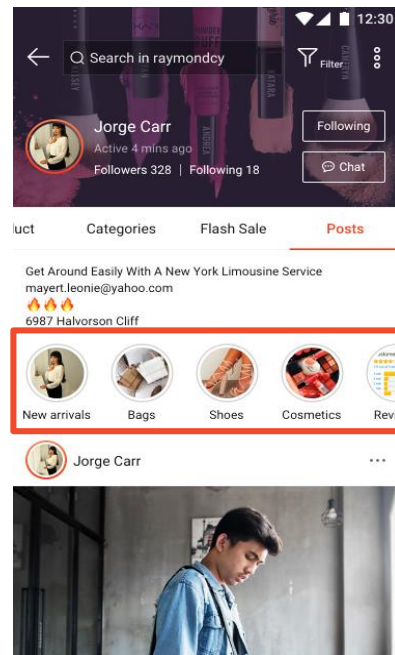 12:30
Search in raymondcy
Filter
Jorge Carr
Active 4 mins ago
Followers 328 | Following 18
Following
Chat
uct
Categories
Flash Sale
Posts
Get Around Easily With A New York Limousine Service
mayert.leonie@yahoo.com
🔥🔥🔥
6987 Halvorson Cliff
New arrivals
Bags
Shoes
Cosmetics
Revi
Jorge Carr